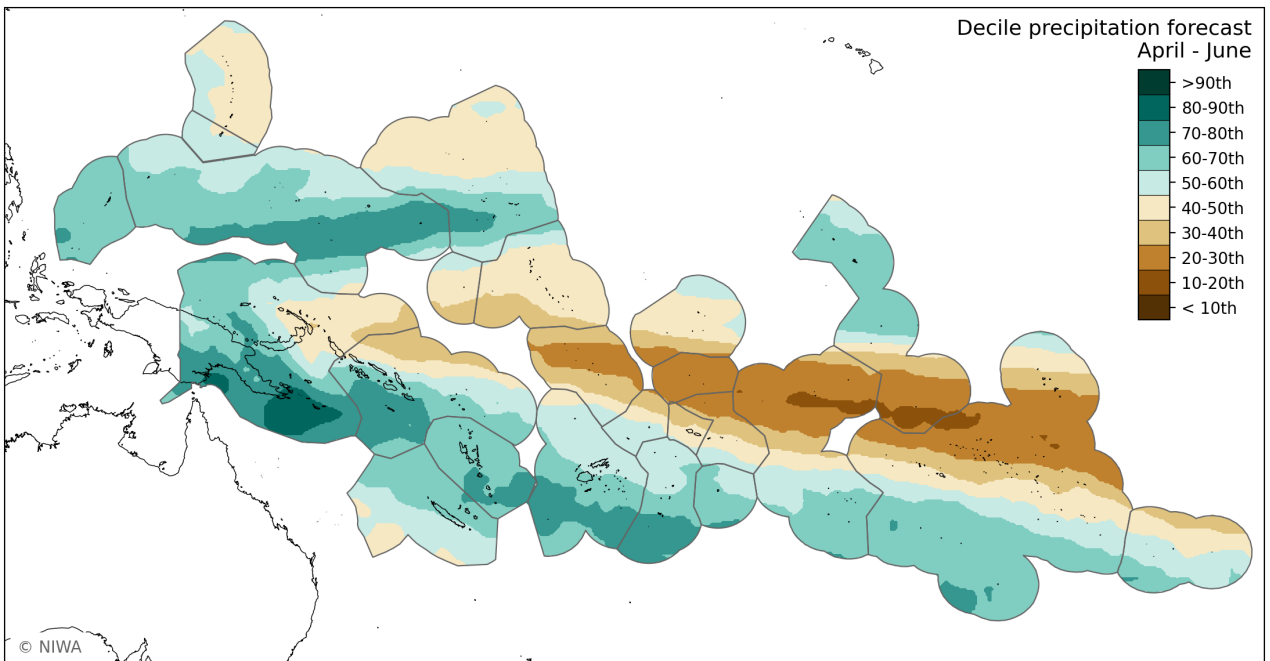 Decile precipitation forecast
April - June
>90th
80-90th
70-80th
60-70th
50-60th
40-50th
30-40th
20-30th
10-20th
< 10th
© NIWA